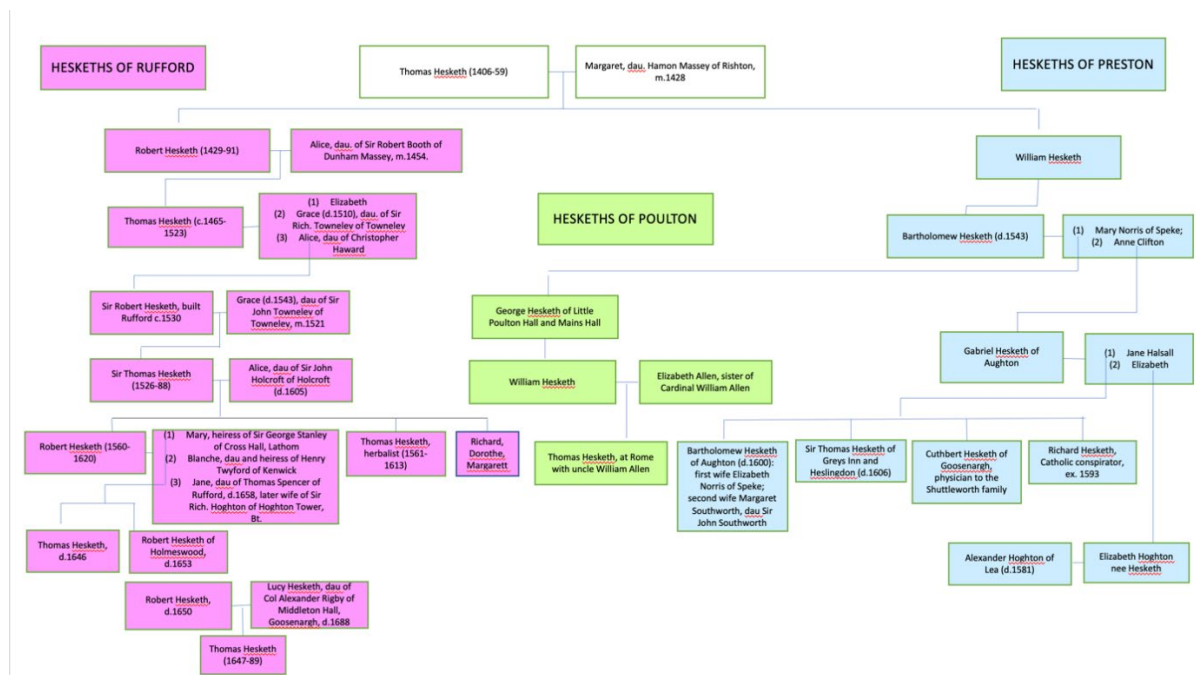 HESKETHS OF RUFFORD
Thomas Hesketh (1406-59)
Margaret, dau. Hamon Massey of Rishton,
m.1428
HESKETHS OF PRESTON
Robert Hesketh (1429-91)
Alice, dau. of Sir Robert Booth of
Dunham Massey, m.1454.
William Hesketh
Thomas Hesketh (c.1465-
1523)
(1) Elizabeth
(2) Grace (d.1510), dau. of Sir
Rich. Towneley of Towneley
(3) Alice, dau of Christopher
Haward
HESKETHS OF POULTON
Bartholomew Hesketh (d.1543)
(1) Mary Norris of Speke;
(2) Anne Clifton
Sir Robert Hesketh, built
Rufford c.1530
Grace (d.1543), dau of Sir
John Towneley of
Towneley, m.1521
George Hesketh of Little
Poulton Hall and Mains Hall
Gabriel Hesketh of
Aughton
(1) Jane Halsall
(2) Elizabeth
Sir Thomas Hesketh
(1526-88)
Alice, dau of Sir John
Holcroft of Holcroft
(d.1605)
William Hesketh
Elizabeth Allen, sister of
Cardinal William Allen
Robert Hesketh (1560-
1620)
(1) Mary, heiress of Sir George Stanley
of Cross Hall, Lathom
(2) Blanche, dau and heiress of Henry
Twyford of Kenwick
(3) Jane, dau of Thomas Spencer of
Rufford, d.1658, later wife of Sir
Rich. Hoghton of Hoghton Tower,
Bt.
Thomas Hesketh,
herbalist (1561-
1613)
Richard,
Dorothe,
Margarett
Thomas Hesketh, at Rome
with uncle William Allen
Bartholomew Hesketh
of Aughton (d.1600):
first wife Elizabeth
Norris of Speke;
second wife Margaret
Southworth, dau Sir
John Southworth
Sir Thomas Hesketh of
Greys Inn and
Heslingdon (d.1606)
Cuthbert Hesketh of
Goosenargh,
physician to the
Shuttleworth family
Richard Hesketh,
Catholic conspirator,
ex. 1593
Thomas Hesketh,
d.1646
Robert Hesketh of
Holmeswood,
d.1653
Alexander Hoghton of
Lea (d.1581)
Elizabeth Hoghton
nee Hesketh
Robert Hesketh,
d.1650
Lucy Hesketh, dau of
Col Alexander Rigby of
Middleton Hall,
Goosenargh, d.1688
Thomas Hesketh
(1647-89)